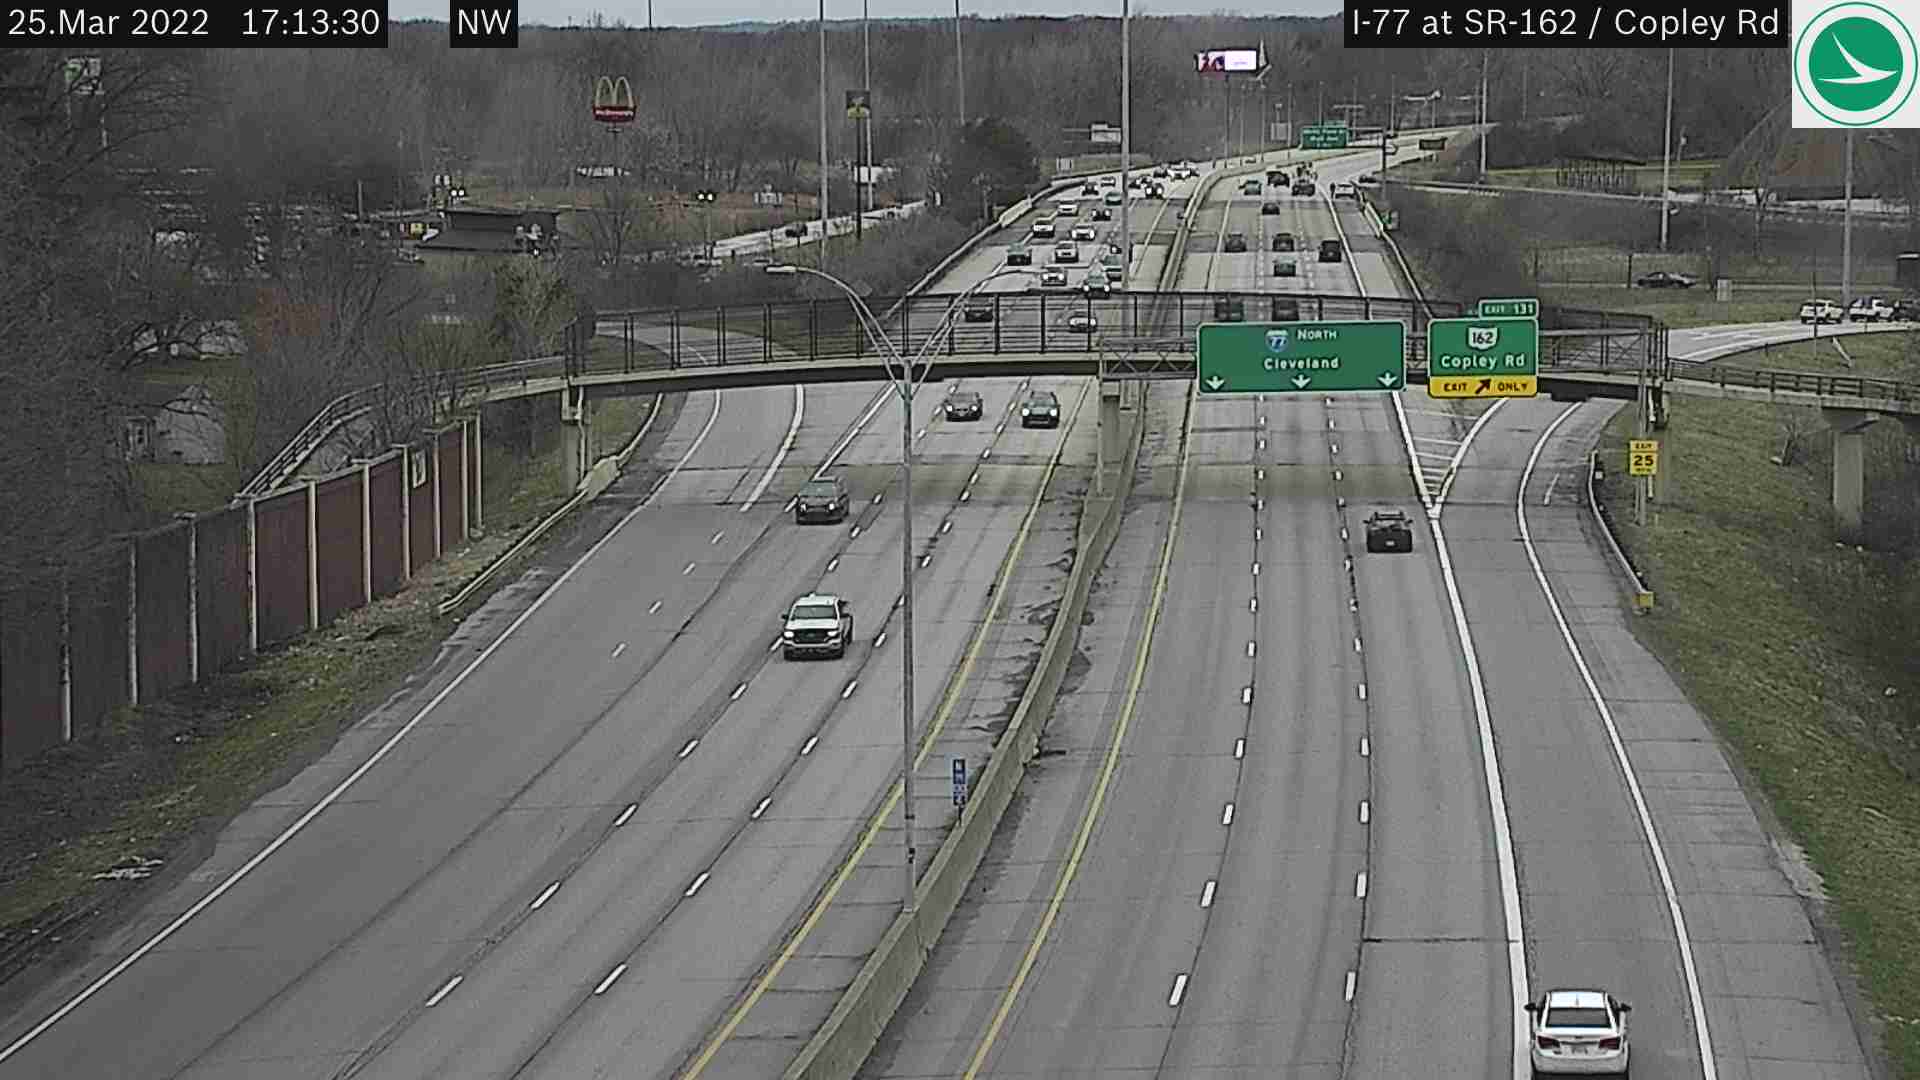 25.Mar 2022 17:13:30 NW
I-77 at SR-162 / Copley Rd
McDonald's
EXIT 131
77 NORTH
Cleveland
162
Copley Rd
EXIT ONLY
EXIT
25